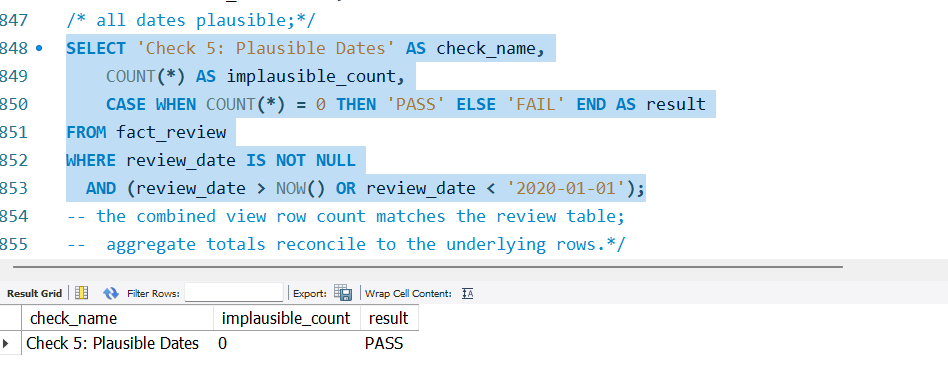 847 /* all dates plausible;*/
848 SELECT 'Check 5: Plausible Dates' AS check_name,
849 COUNT(*) AS implausible_count,
850 CASE WHEN COUNT(*) = 0 THEN 'PASS' ELSE 'FAIL' END AS result
851 FROM fact_review
852 WHERE review_date IS NOT NULL
853 AND (review_date > NOW() OR review_date < '2020-01-01');
854 -- the combined view row count matches the review table;
855 -- aggregate totals reconcile to the underlying rows.*/
Result Grid Filter Rows: Export: Wrap Cell Content:
check_name implausible_count result
Check 5: Plausible Dates 0 PASS